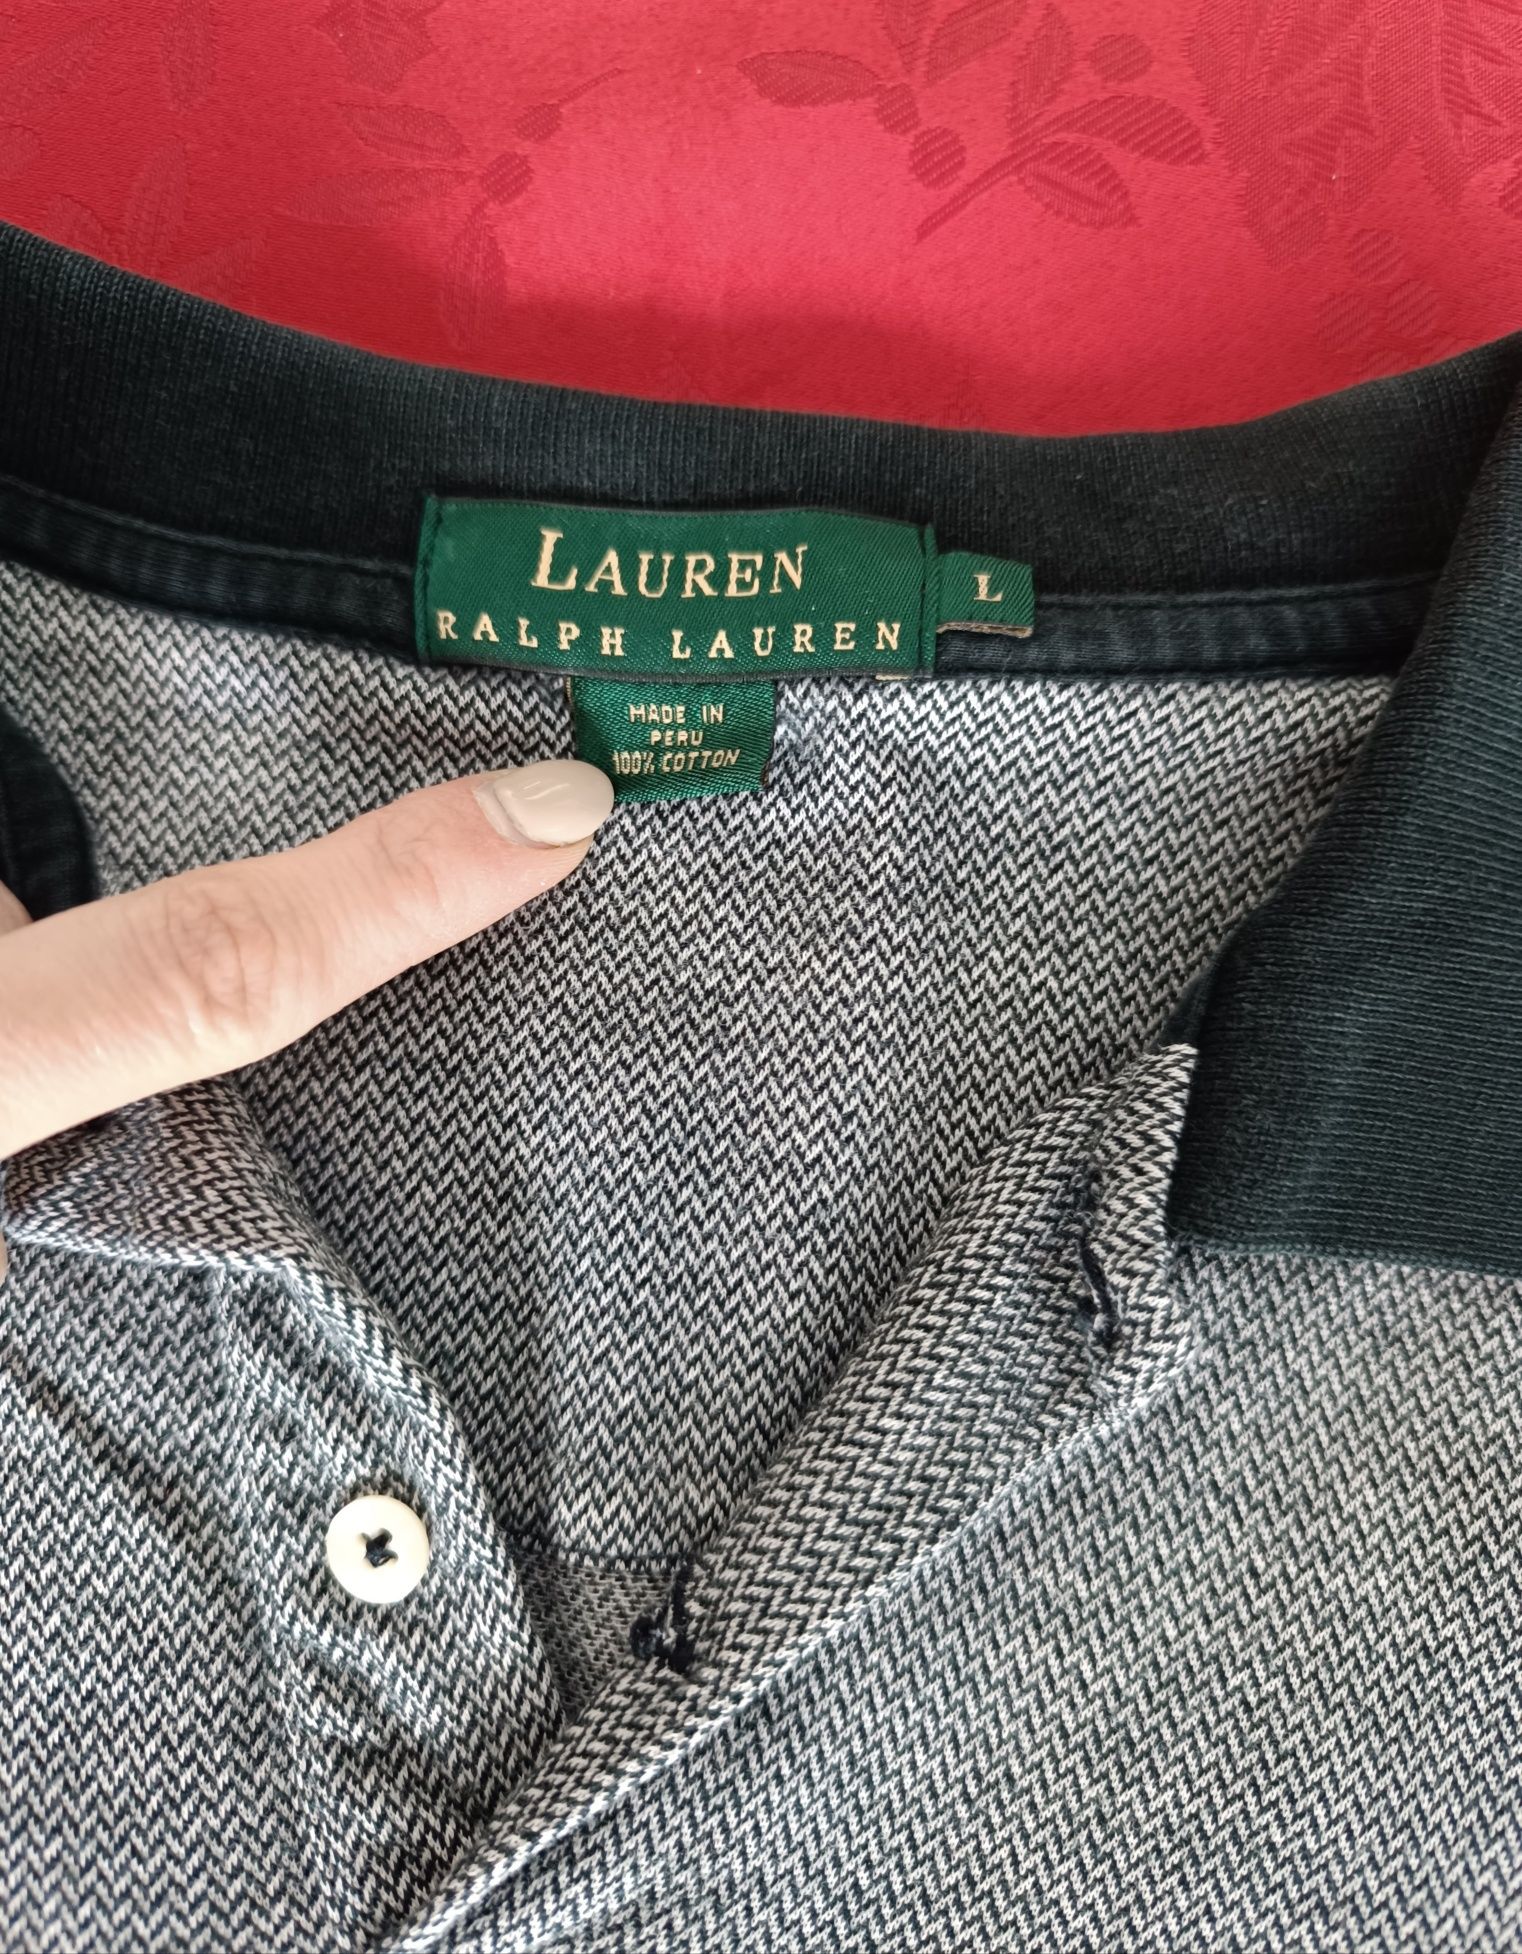 LAUREN
RALPH LAUREN
L
MADE IN
PERU
100% COTTON